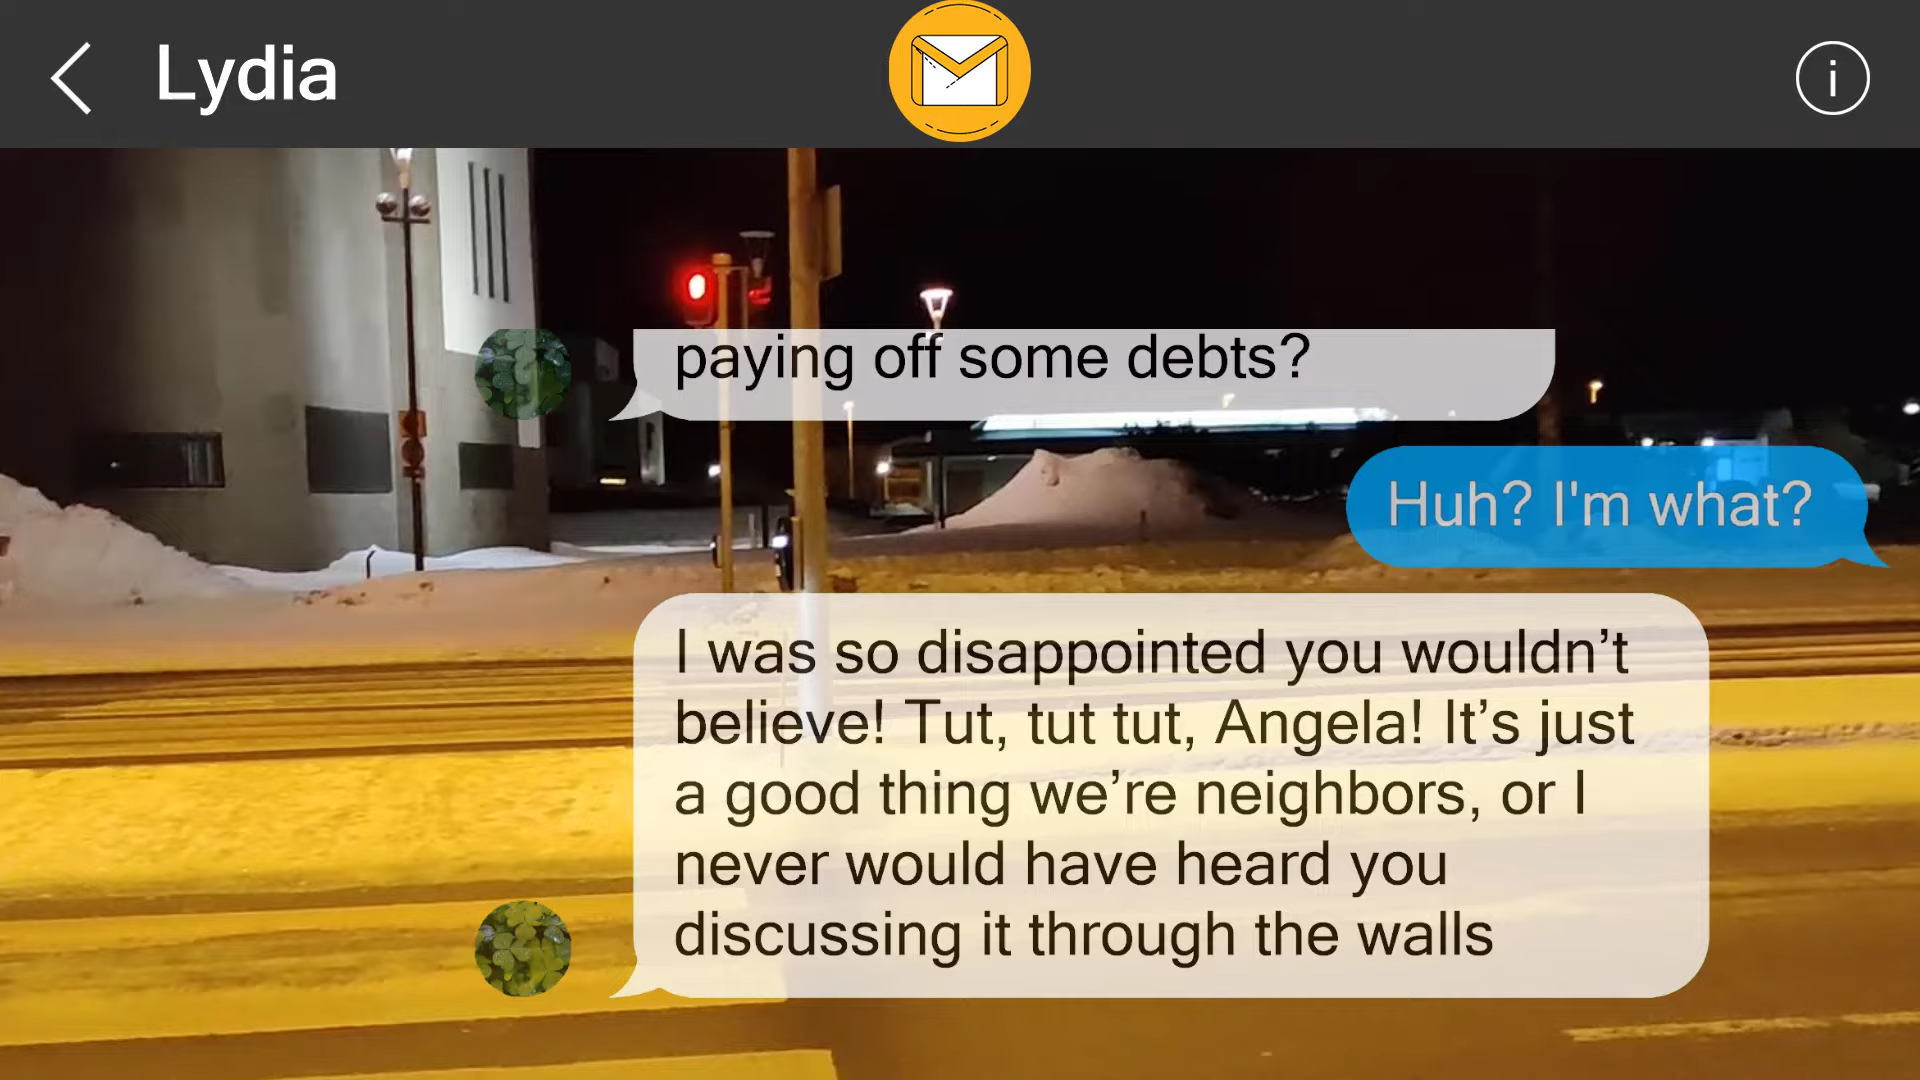 Lydia
paying off some debts?
Huh? I'm what?
I was so disappointed you wouldn’t
believe! Tut, tut tut, Angela! It’s just
a good thing we’re neighbors, or I
never would have heard you
discussing it through the walls